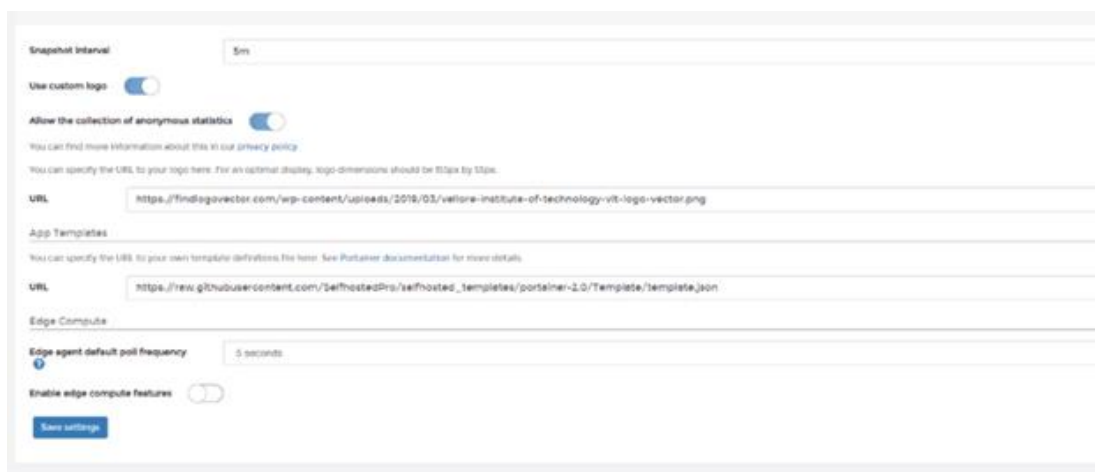 Snapshot interval
5m
Use custom logo
Allow the collection of anonymous statistics
You can find more information about this in our privacy policy
You can specify the URL to your logo here. For an optimal display, logo dimensions should be 155px by 55px.
URL
https://findlogovector.com/wp-content/uploads/2019/03/vellore-institute-of-technology-vit-logo-vector.png
App Templates
You can specify the URL to your own template definitions file here. See Portainer documentation for more details.
URL
https://raw.githubusercontent.com/SelfhostedPro/selfhosted_templates/portainer-2.0/Template/template.json
Edge Compute
Edge agent default poll frequency
?
5 seconds
Enable edge compute features
Save settings